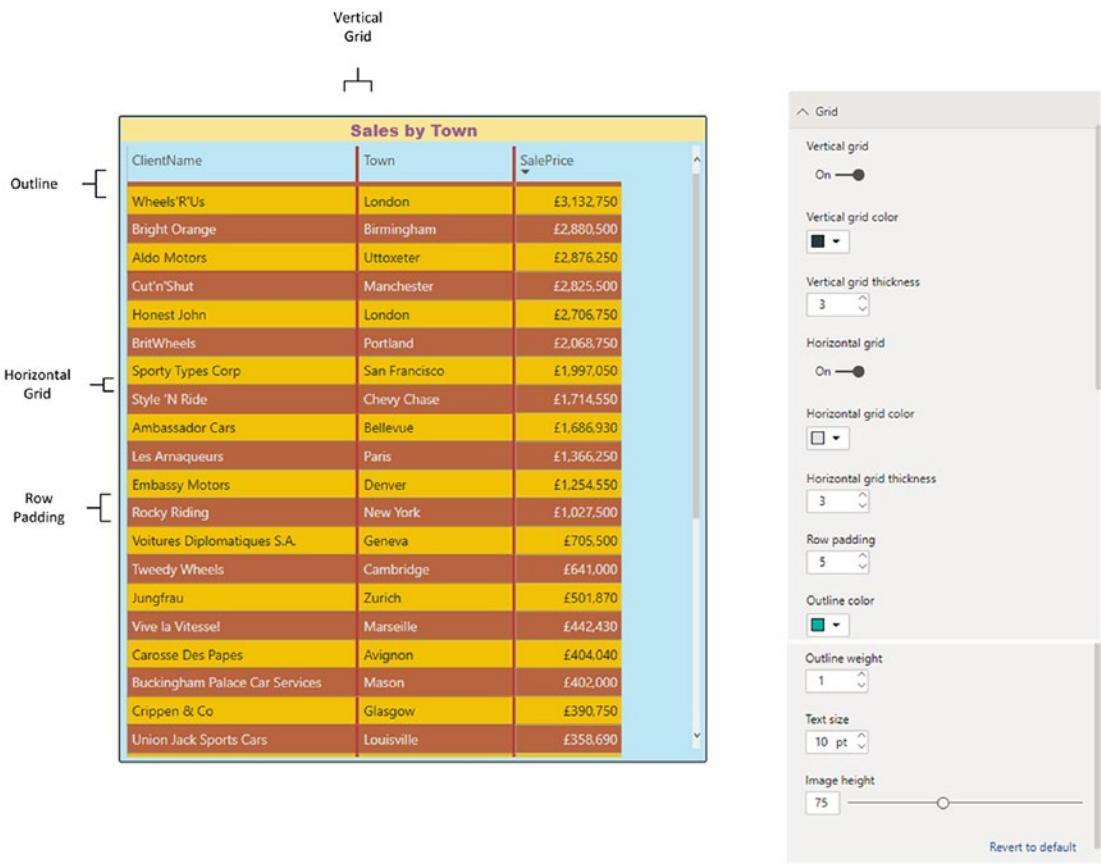 Vertical
Grid
Sales by Town
ClientName Town SalePrice
Outline
Wheels'R'Us London £3,132,750
Bright Orange Birmingham £2,880,500
Aldo Motors Uttoxeter £2,876,250
Cut'n'Shut Manchester £2,825,500
Honest John London £2,706,750
BritWheels Portland £2,068,750
Horizontal
Grid
Sporty Types Corp San Francisco £1,997,050
Style 'N Ride Chevy Chase £1,714,550
Ambassador Cars Bellevue £1,686,930
Les Arnaqueurs Paris £1,366,250
Embassy Motors Denver £1,254,550
Row
Padding
Rocky Riding New York £1,027,500
Voitures Diplomatiques S.A. Geneva £705,500
Tweedy Wheels Cambridge £641,000
Jungfrau Zurich £501,870
Vive la Vitesse! Marseille £442,430
Carosse Des Papes Avignon £404,040
Buckingham Palace Car Services Mason £402,000
Crippen & Co Glasgow £390,750
Union Jack Sports Cars Louisville £358,690
Grid
Vertical grid
On
Vertical grid color
Vertical grid thickness
3
Horizontal grid
On
Horizontal grid color
Horizontal grid thickness
3
Row padding
5
Outline color
Outline weight
1
Text size
10 pt
Image height
75
Revert to default